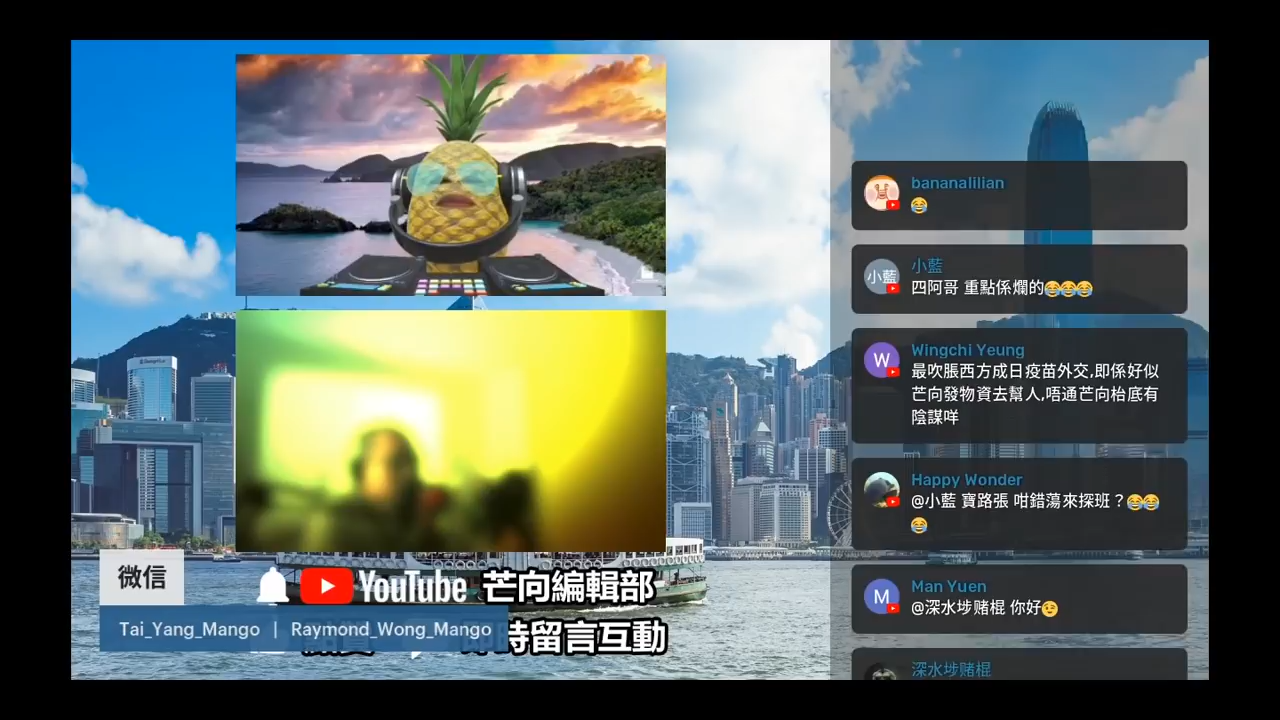 微信
Tai_Yang_Mango | Raymond_Wong_Mango
YouTube 芒向編輯部
時留言互動
bananalilian
😂
小藍
小藍
四阿哥 重點係爛的😂😂😂
W
Wingchi Yeung
最吹脹西方成日疫苗外交,即係好似
芒向發物資去幫人,唔通芒向枱底有
陰謀咩
Happy Wonder
@小藍 寶路張 咁錯蕩來探班？😂😂
😂
M
Man Yuen
@深水埗赌棍 你好😉
深水埗赌棍